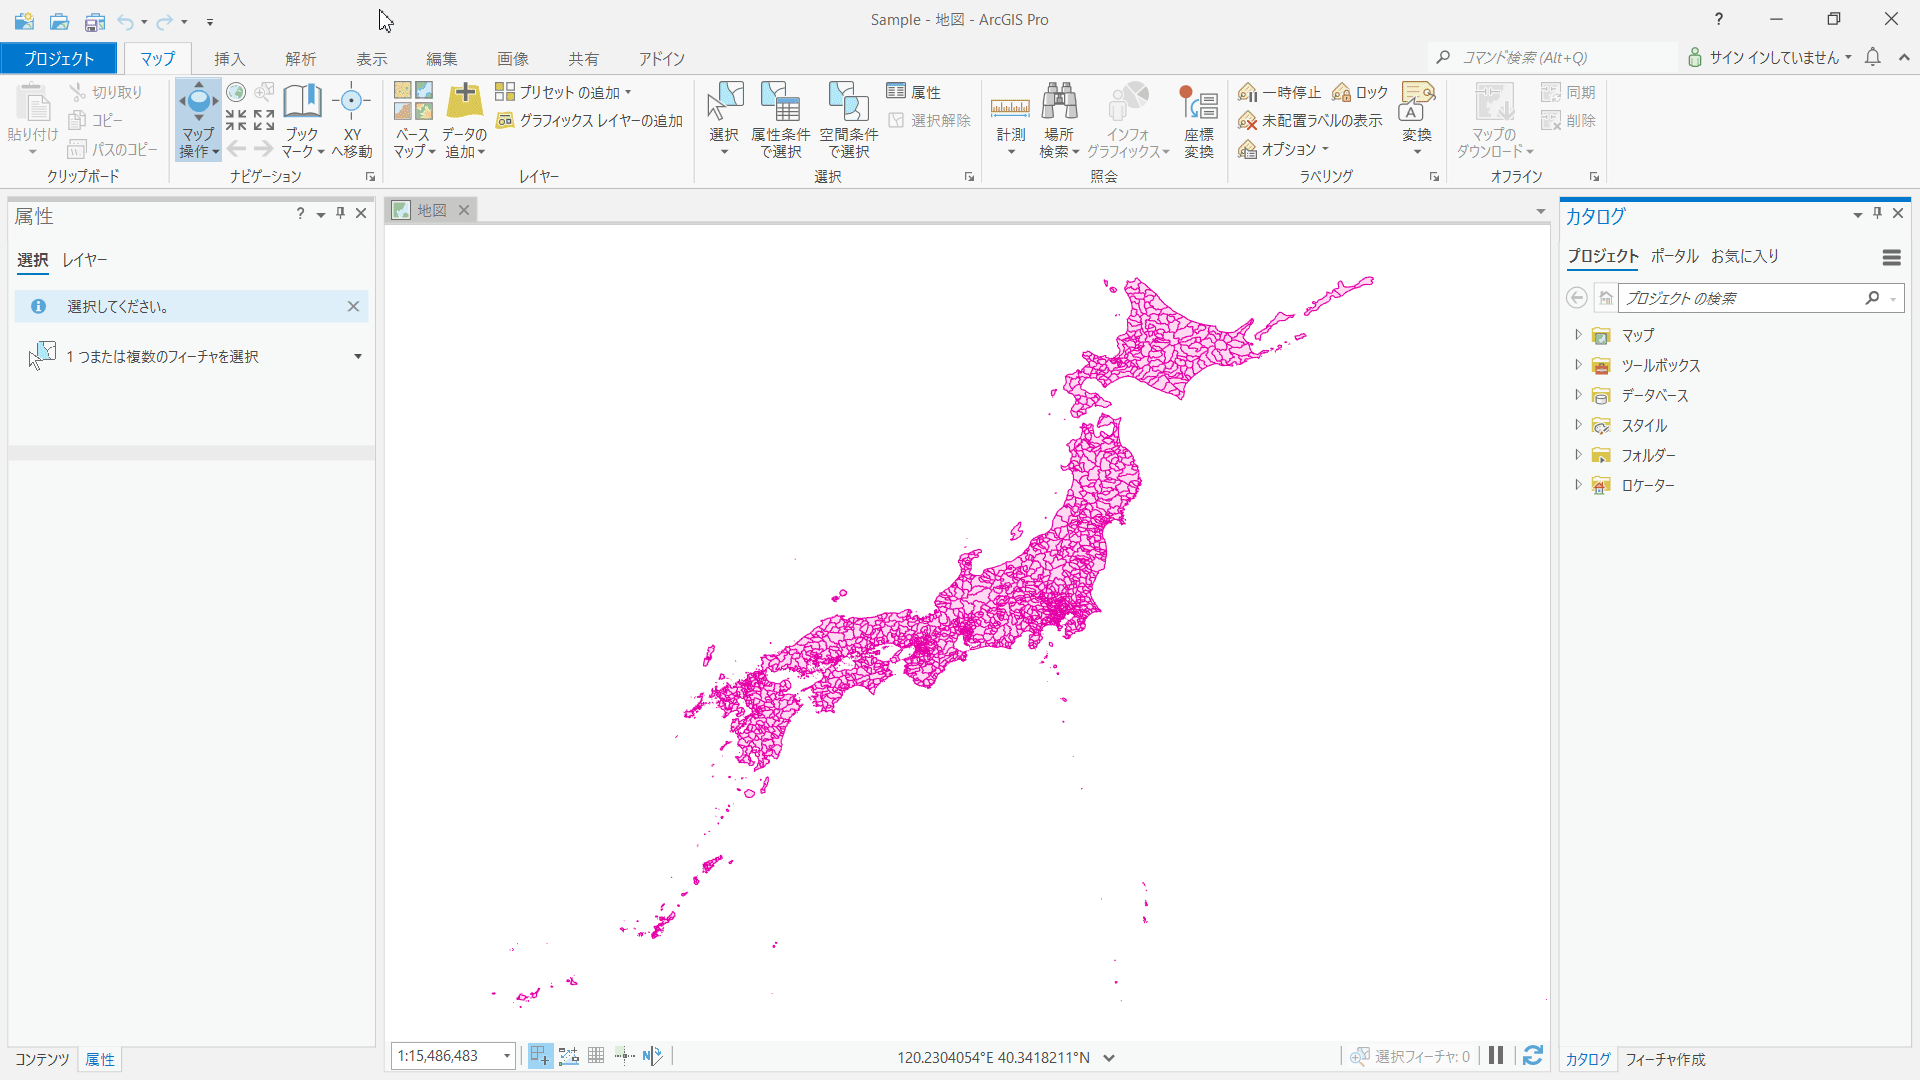 Sample - 地図 - ArcGIS Pro
?
プロジェクト マップ 挿入 解析 表示 編集 画像 共有 アドイン
コマンド検索 (Alt+Q)
サイン インしていません
貼り付け
切り取り
コピー
パスのコピー
クリップボード
マップ
操作
ブック
マーク
XY
へ移動
ナビゲーション
ベース
マップ
データの
追加
プリセット の追加
グラフィックス レイヤーの追加
レイヤー
選択
属性条件
で選択
空間条件
で選択
属性
選択解除
選択
計測
場所
検索
インフォ
グラフィックス
座標
変換
照会
一時停止
ロック
未配置ラベルの表示
オプション
A
変換
ラベリング
マップの
ダウンロード
同期
削除
オフライン
属性
?
選択 レイヤー
選択してください。
1 つまたは複数のフィーチャを選択
コンテンツ 属性
地図
1:15,486,483
N
120.2304054°E 40.3418211°N
選択フィーチャ: 0
カタログ
プロジェクト ポータル お気に入り
プロジェクト の検索
マップ
ツールボックス
データベース
スタイル
フォルダー
ロケーター
カタログ フィーチャ作成